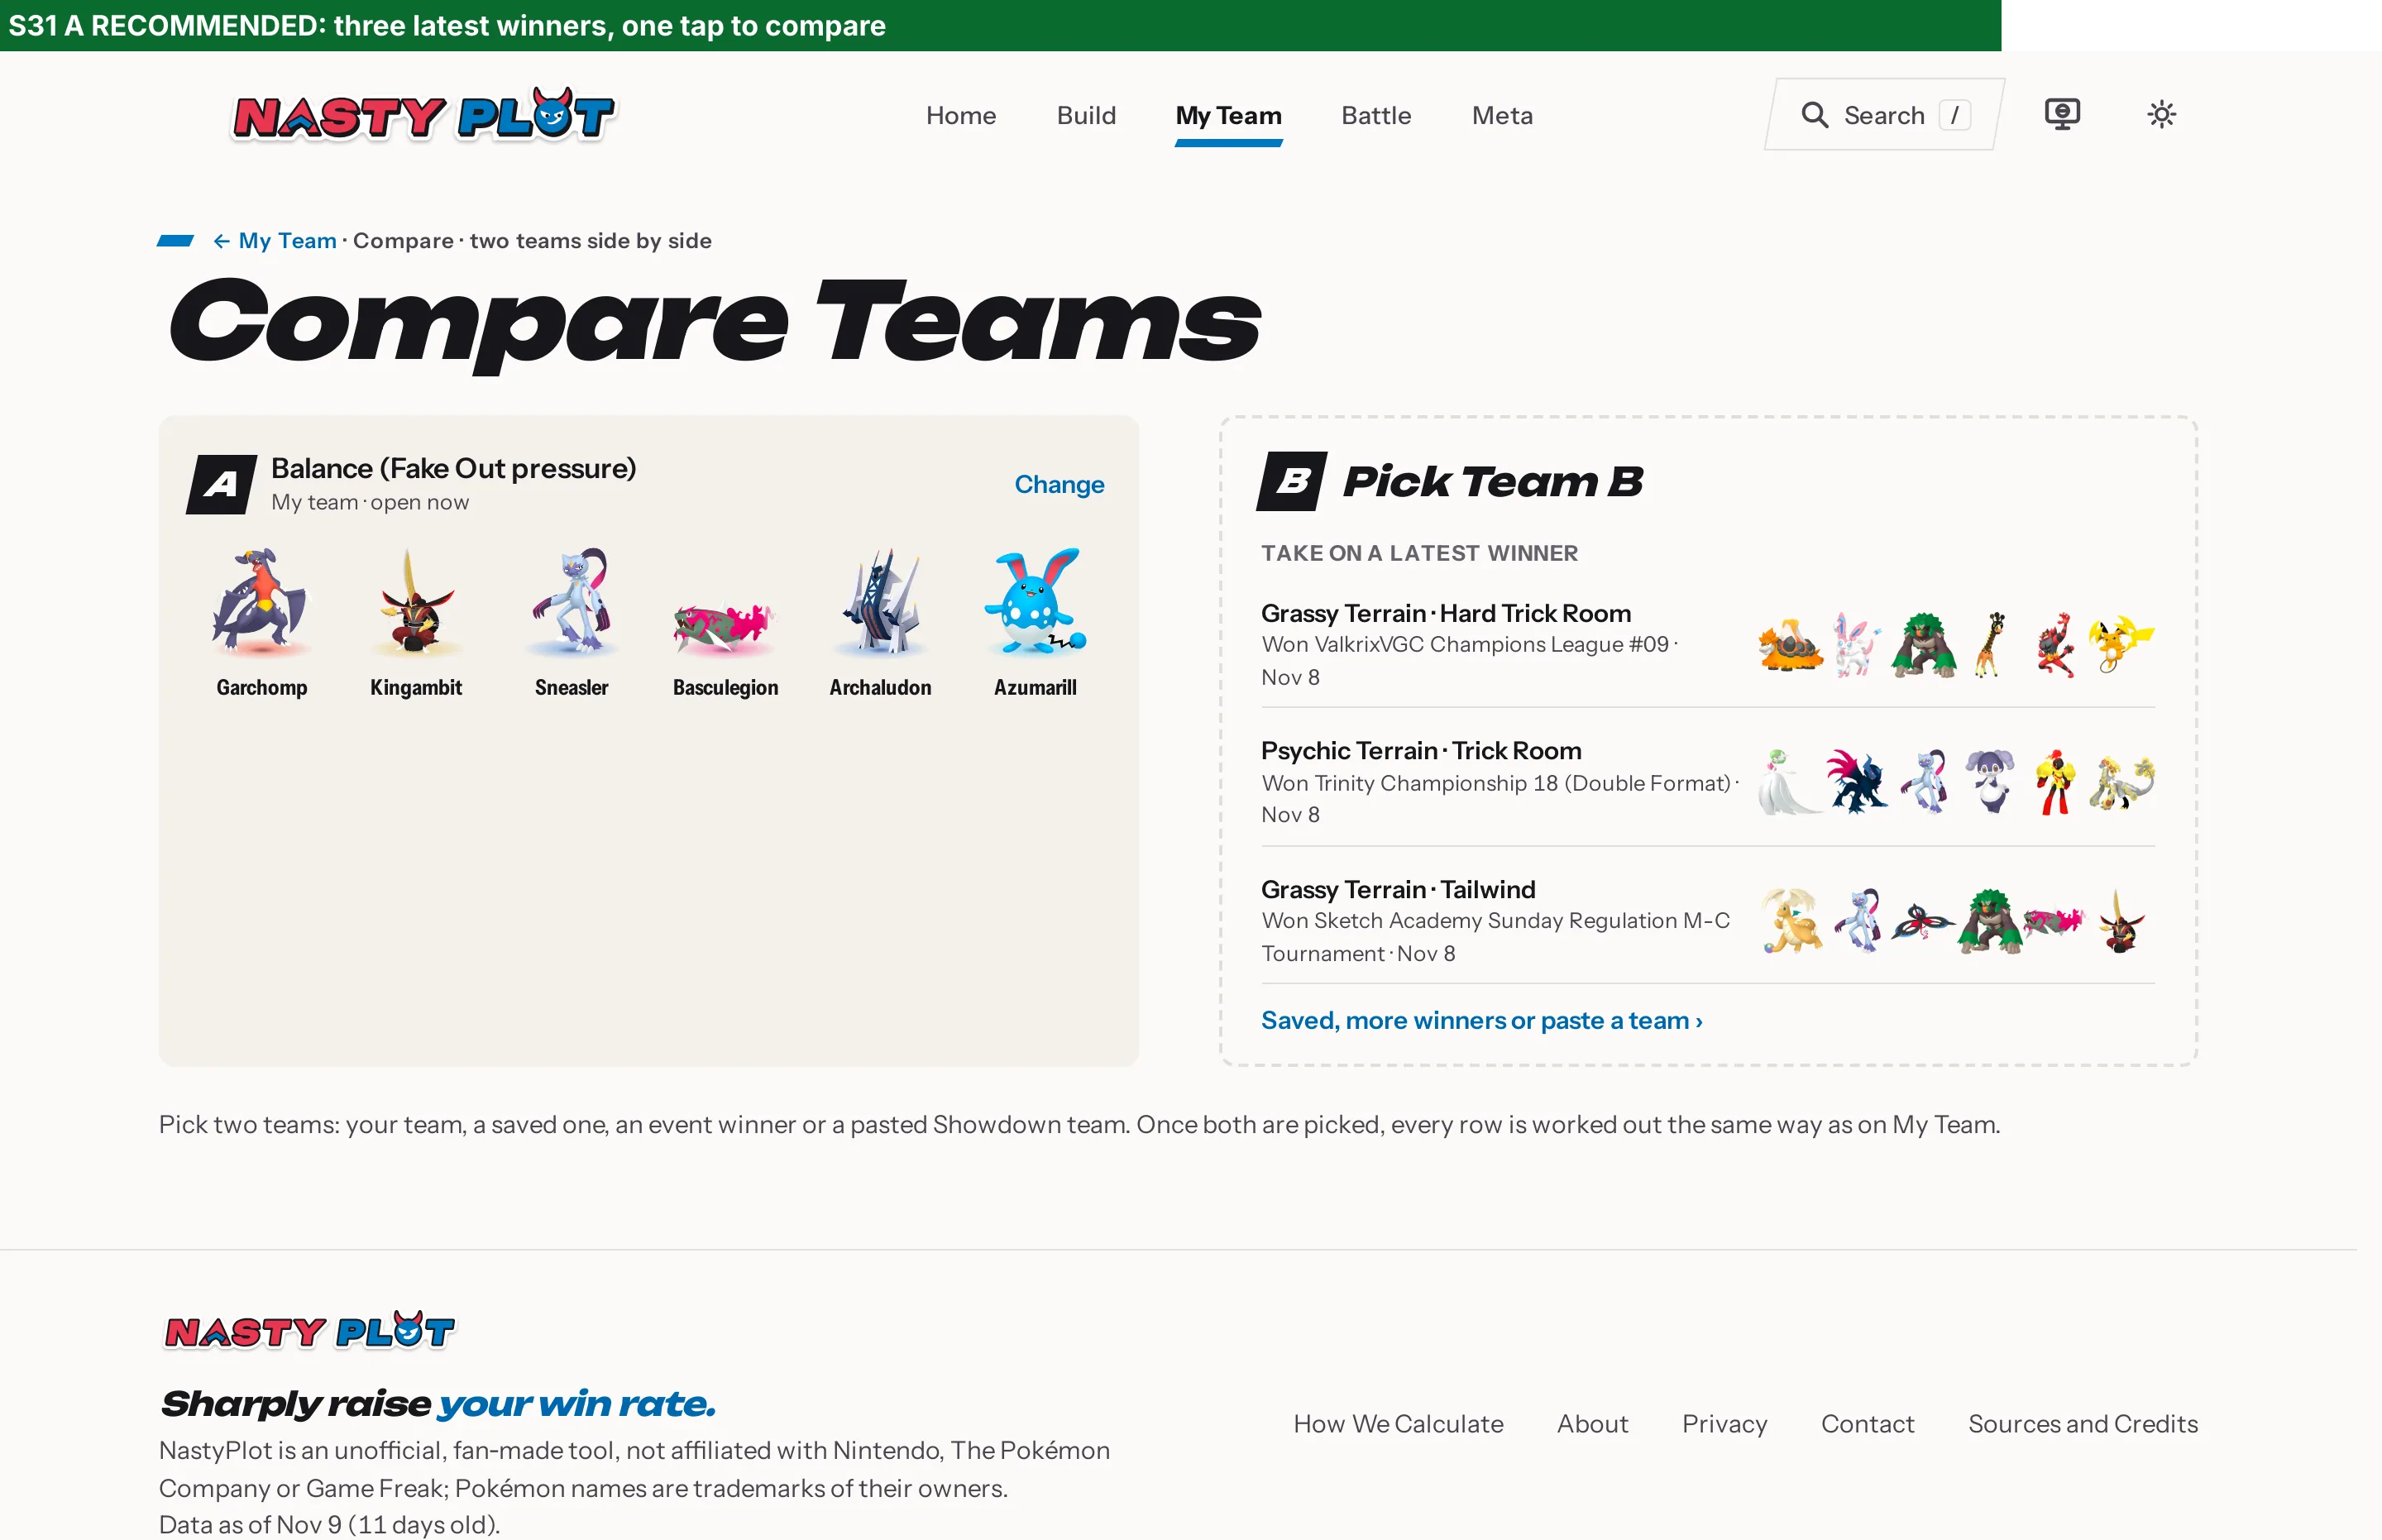 S31 A RECOMMENDED: three latest winners, one tap to compare
NASTY PLOT
Home
Build
My Team
Battle
Meta
Search /
← My Team · Compare · two teams side by side
Compare Teams
A
Balance (Fake Out pressure)
My team · open now
Change
Garchomp
Kingambit
Sneasler
Basculegion
Archaludon
Azumarill
B
Pick Team B
TAKE ON A LATEST WINNER
Grassy Terrain · Hard Trick Room
Won ValkrixVGC Champions League #09 ·
Nov 8
Psychic Terrain · Trick Room
Won Trinity Championship 18 (Double Format) ·
Nov 8
Grassy Terrain · Tailwind
Won Sketch Academy Sunday Regulation M-C
Tournament · Nov 8
Saved, more winners or paste a team ›
Pick two teams: your team, a saved one, an event winner or a pasted Showdown team. Once both are picked, every row is worked out the same way as on My Team.
NASTY PLOT
Sharply raise your win rate.
NastyPlot is an unofficial, fan-made tool, not affiliated with Nintendo, The Pokémon
Company or Game Freak; Pokémon names are trademarks of their owners.
Data as of Nov 9 (11 days old).
How We Calculate
About
Privacy
Contact
Sources and Credits